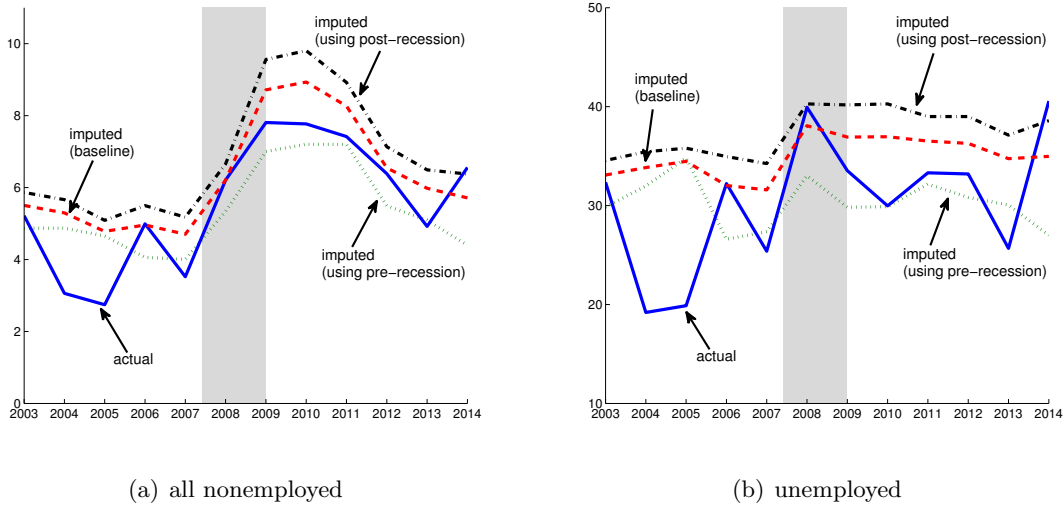 imputed
(using post−recession)
imputed
(baseline)
actual
imputed
(using pre−recession)
0
2
4
6
8
10
2003 2004 2005 2006 2007 2008 2009 2010 2011 2012 2013 2014
(a) all nonemployed
imputed
(using post−recession)
imputed
(baseline)
actual
imputed
(using pre−recession)
10
20
30
40
50
2003 2004 2005 2006 2007 2008 2009 2010 2011 2012 2013 2014
(b) unemployed